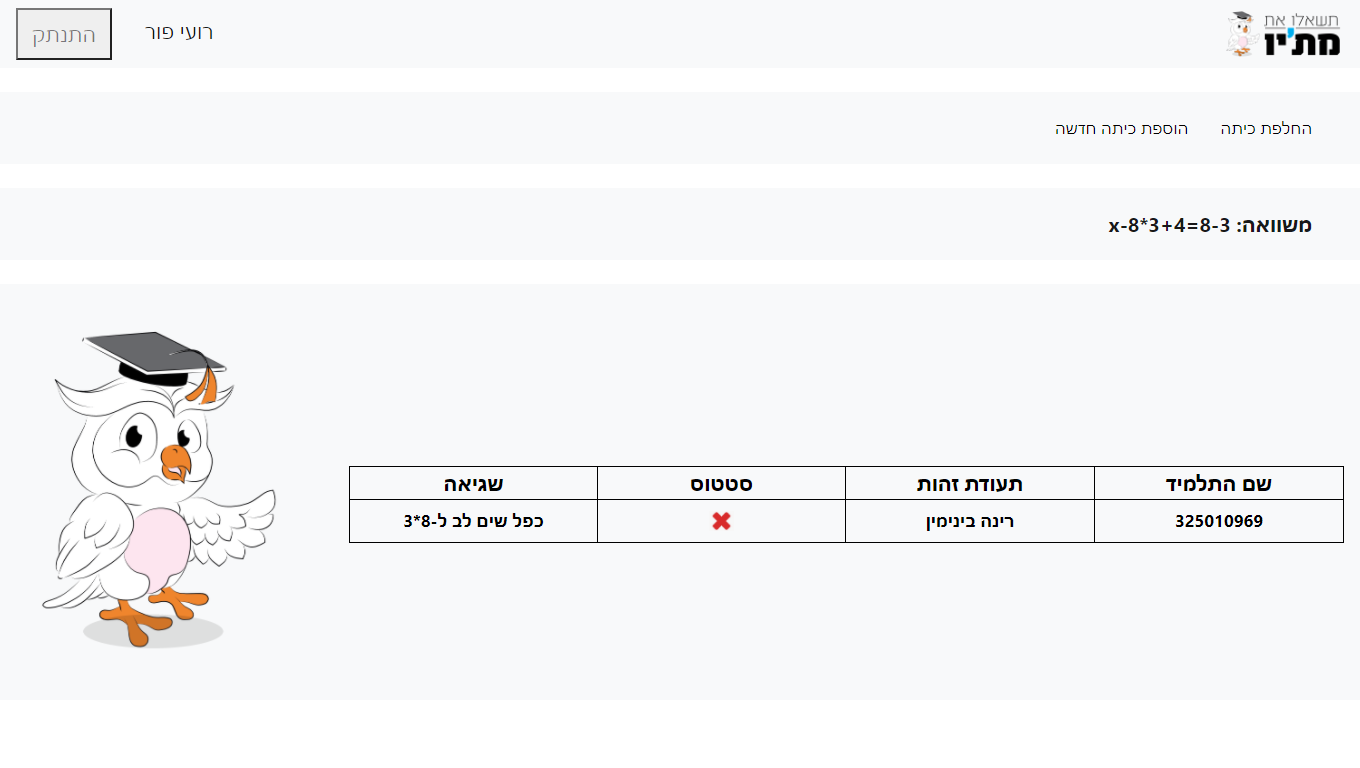 תשאלו את
מת'יו
רועי פור
התנתק
החלפת כיתה
הוספת כיתה חדשה
משוואה: x-8*3+4=8-3
שם התלמיד
תעודת זהות
סטטוס
שגיאה
325010969
רינה בינימין
כפל שים לב ל-8*3